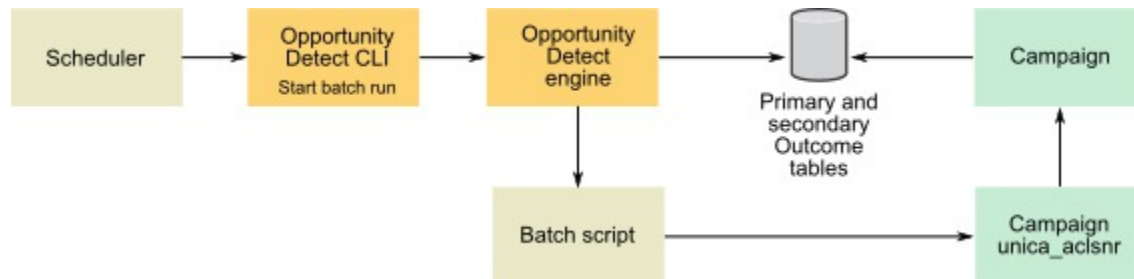 Scheduler
Opportunity
Detect CLI
Start batch run
Opportunity
Detect
engine
Primary and
secondary
Outcome
tables
Campaign
Batch script
Campaign
unica_aclsnr